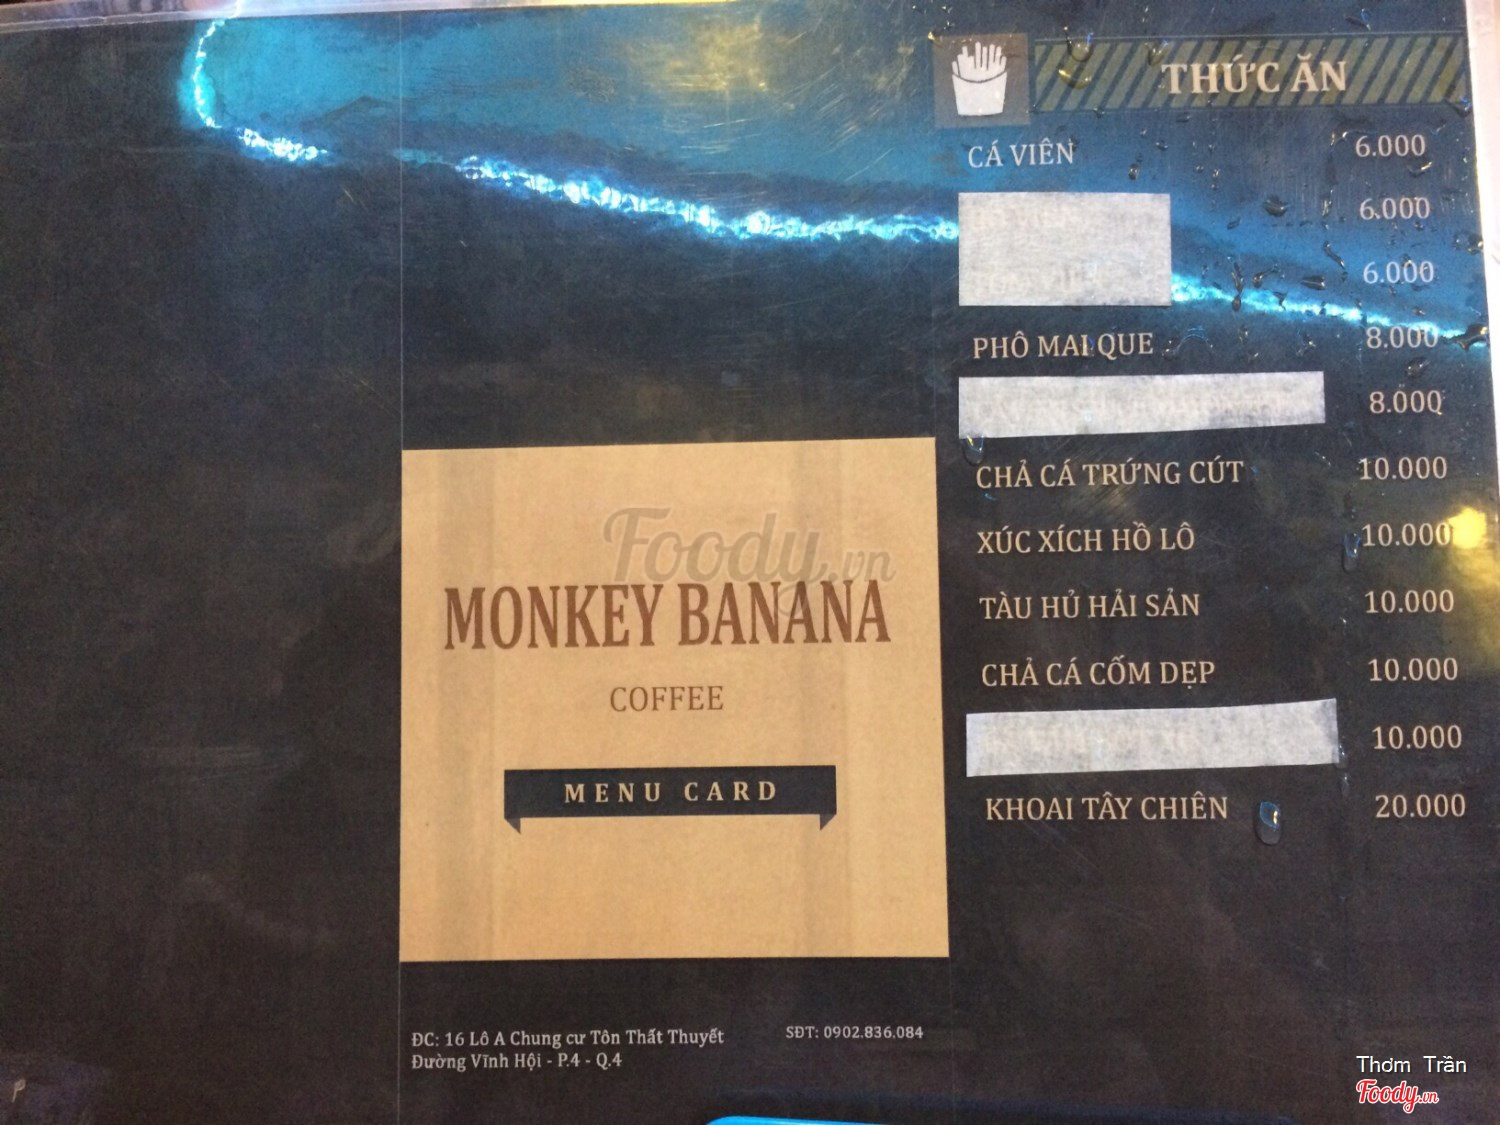 THỨC ĂN
CÁ VIÊN 6.000
6.000
6.000
PHÔ MAI QUE 8.000
8.000
CHẢ CÁ TRỨNG CÚT 10.000
XÚC XÍCH HỒ LÔ 10.000
TÀU HỦ HẢI SẢN 10.000
CHẢ CÁ CỐM DẸP 10.000
10.000
KHOAI TÂY CHIÊN 20.000
Foody.vn
MONKEY BANANA
COFFEE
MENU CARD
ĐC: 16 Lô A Chung cư Tôn Thất Thuyết
Đường Vĩnh Hội - P.4 - Q.4
SĐT: 0902.836.084
Thơm Trần
Foody.vn